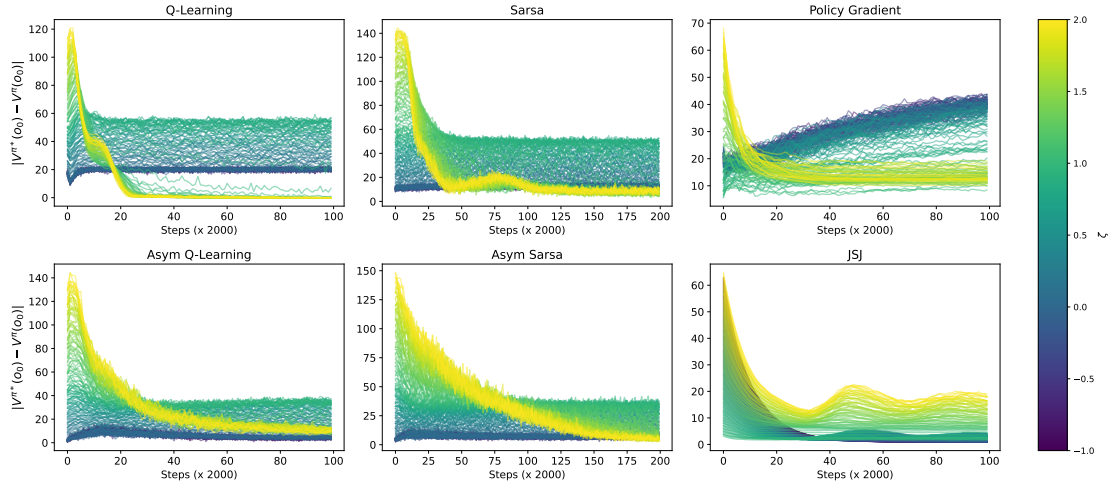 Q-Learning
Sarsa
Policy Gradient
|V^{π*}(o_0) − V^π(o_0)|
120
100
80
60
40
20
0
0 20 40 60 80 100
Steps (x 2000)
140
120
100
80
60
40
20
0
0 25 50 75 100 125 150 175 200
Steps (x 2000)
70
60
50
40
30
20
10
0 20 40 60 80 100
Steps (x 2000)
Asym Q-Learning
Asym Sarsa
JSJ
|V^{π*}(o_0) − V^π(o_0)|
140
120
100
80
60
40
20
0
0 20 40 60 80 100
Steps (x 2000)
150
125
100
75
50
25
0
0 25 50 75 100 125 150 175 200
Steps (x 2000)
60
50
40
30
20
10
0
0 20 40 60 80 100
Steps (x 2000)
2.0
1.5
1.0
0.5
0.0
−0.5
−1.0
ζ